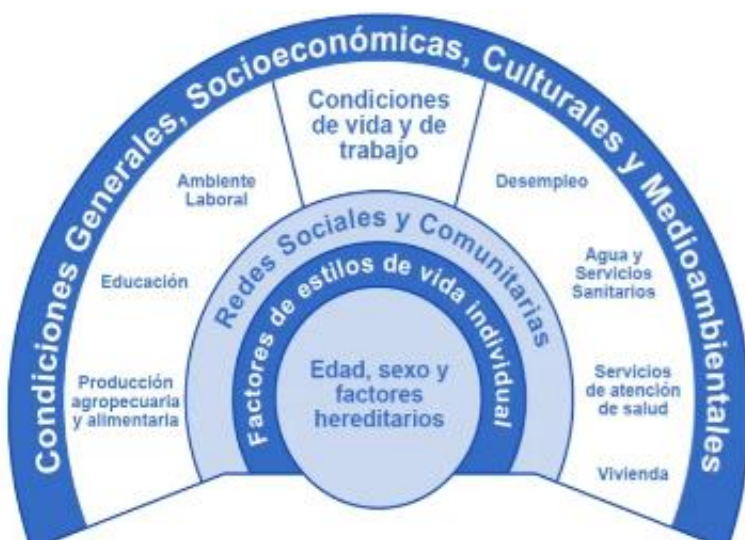 Condiciones Generales, Socioeconómicas, Culturales y Medioambientales
Condiciones
de vida y de
trabajo
Ambiente
Laboral
Desempleo
Redes Sociales y Comunitarias
Educación
Agua y
Servicios
Sanitarios
Factores de estilos de vida individual
Edad, sexo y
factores
hereditarios
Producción
agropecuaria
y alimentaria
Servicios
de atención
de salud
Vivienda